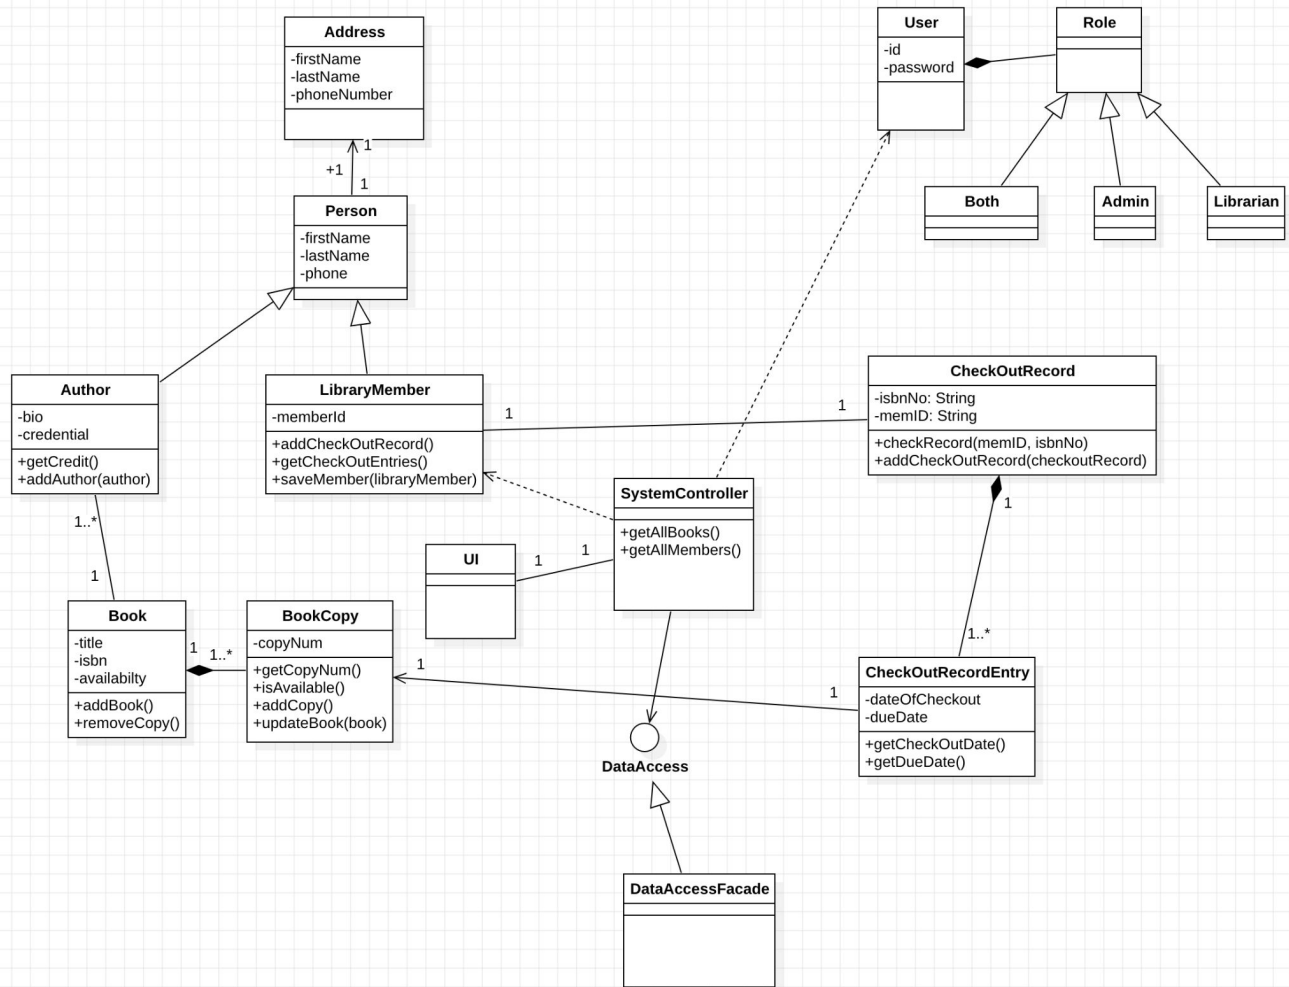 Address
-firstName
-lastName
-phoneNumber
1
+1
1
Person
-firstName
-lastName
-phone
User
-id
-password
Role
Both
Admin
Librarian
Author
-bio
-credential
+getCredit()
+addAuthor(author)
LibraryMember
-memberId
+addCheckOutRecord()
+getCheckOutEntries()
+saveMember(libraryMember)
1
1
CheckOutRecord
-isbnNo: String
-memID: String
+checkRecord(memID, isbnNo)
+addCheckOutRecord(checkoutRecord)
1
1..*
SystemController
+getAllBooks()
+getAllMembers()
UI
1
1
1..*
1
Book
-title
-isbn
-availabilty
+addBook()
+removeCopy()
1
1..*
BookCopy
-copyNum
+getCopyNum()
+isAvailable()
+addCopy()
+updateBook(book)
1
1
CheckOutRecordEntry
-dateOfCheckout
-dueDate
+getCheckOutDate()
+getDueDate()
DataAccess
DataAccessFacade